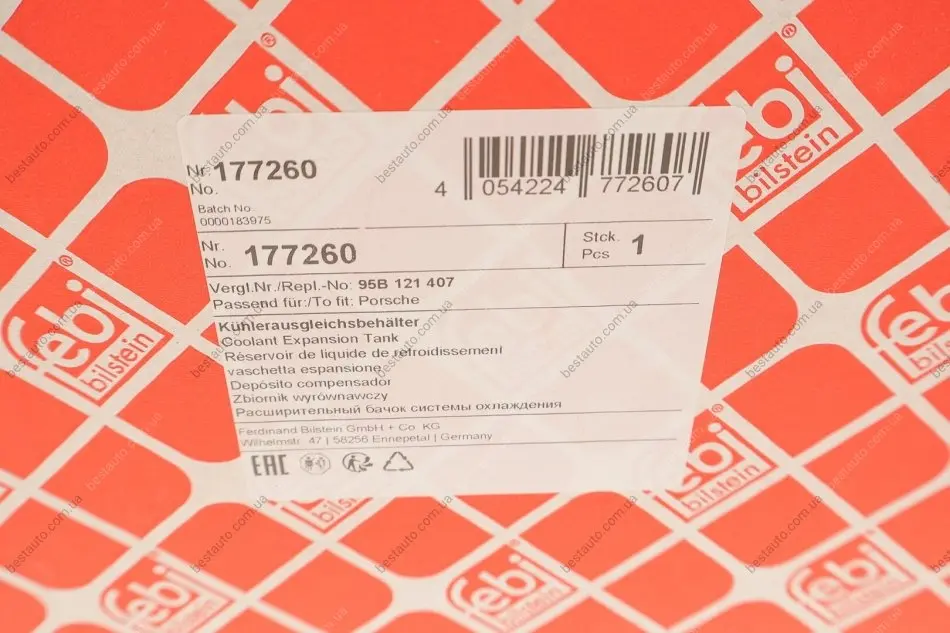 Nr. 177260
No.
Batch No.
0000183975
4 054224 772607
Nr.
No. 177260
Stck.
Pcs 1
Vergl.Nr./Repl.-No: 95B 121 407
Passend für:/To fit: Porsche
Kühlerausgleichsbehälter
Coolant Expansion Tank
Réservoir de liquide de refroidissement
vaschetta espansione
Depósito compensador
Zbiornik wyrównawczy
Расширительный бачок системы охлаждения
Ferdinand Bilstein GmbH + Co. KG
Wilhelmstr. 47 | 58256 Ennepetal | Germany
EAC
febi
bilstein
febi
bilstein
febi
bilstein
febi
bilstein
febi
bilstein
bestauto.com.ua